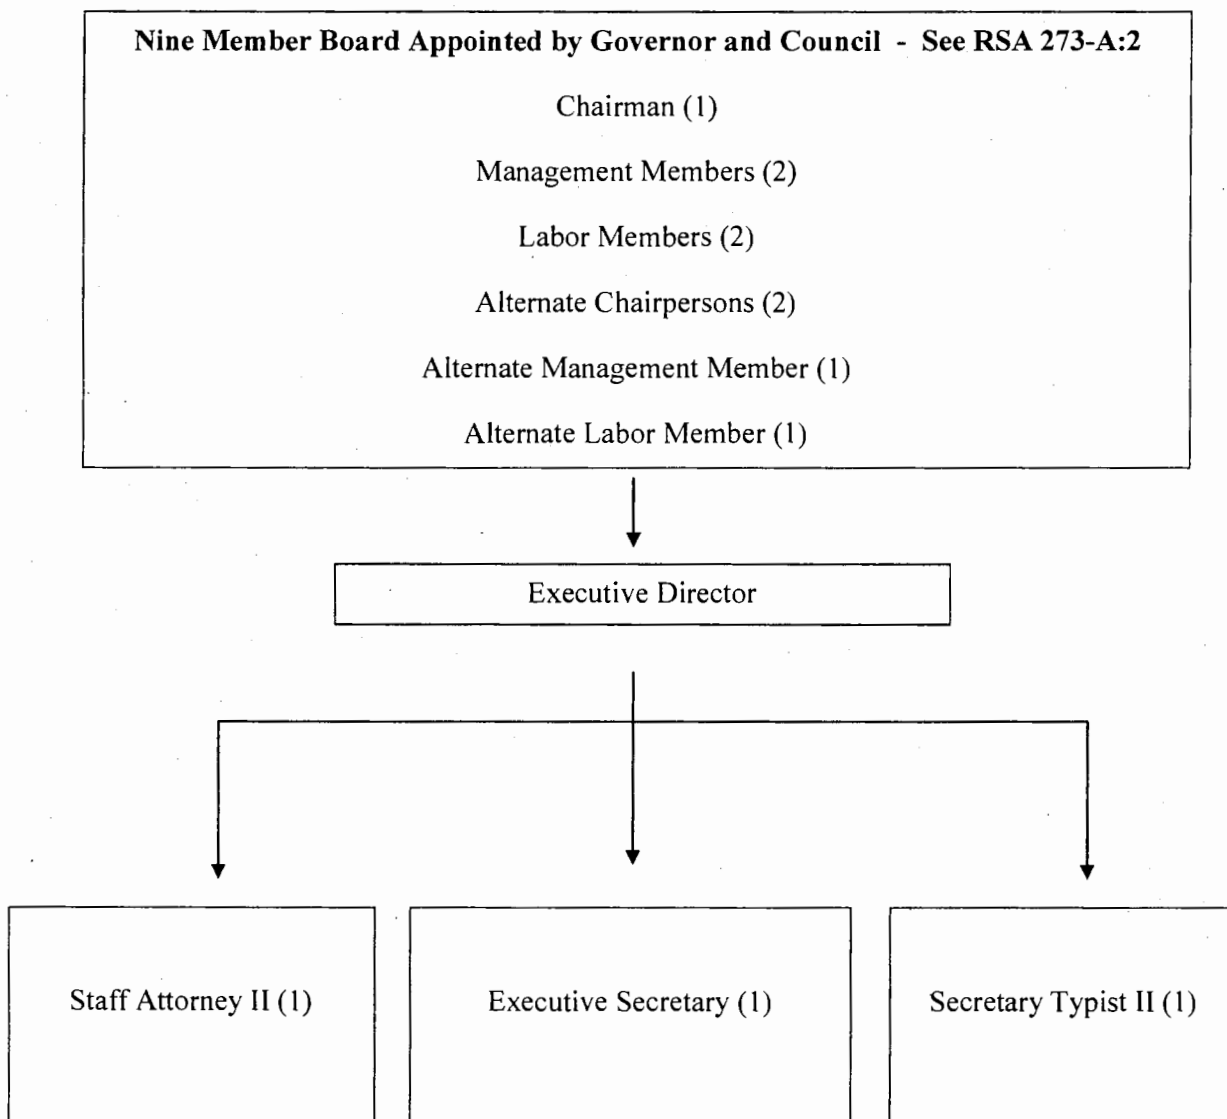 Nine Member Board Appointed by Governor and Council - See RSA 273-A:2
Chairman (1)
Management Members (2)
Labor Members (2)
Alternate Chairpersons (2)
Alternate Management Member (1)
Alternate Labor Member (1)
Executive Director
Staff Attorney II (1)
Executive Secretary (1)
Secretary Typist II (1)